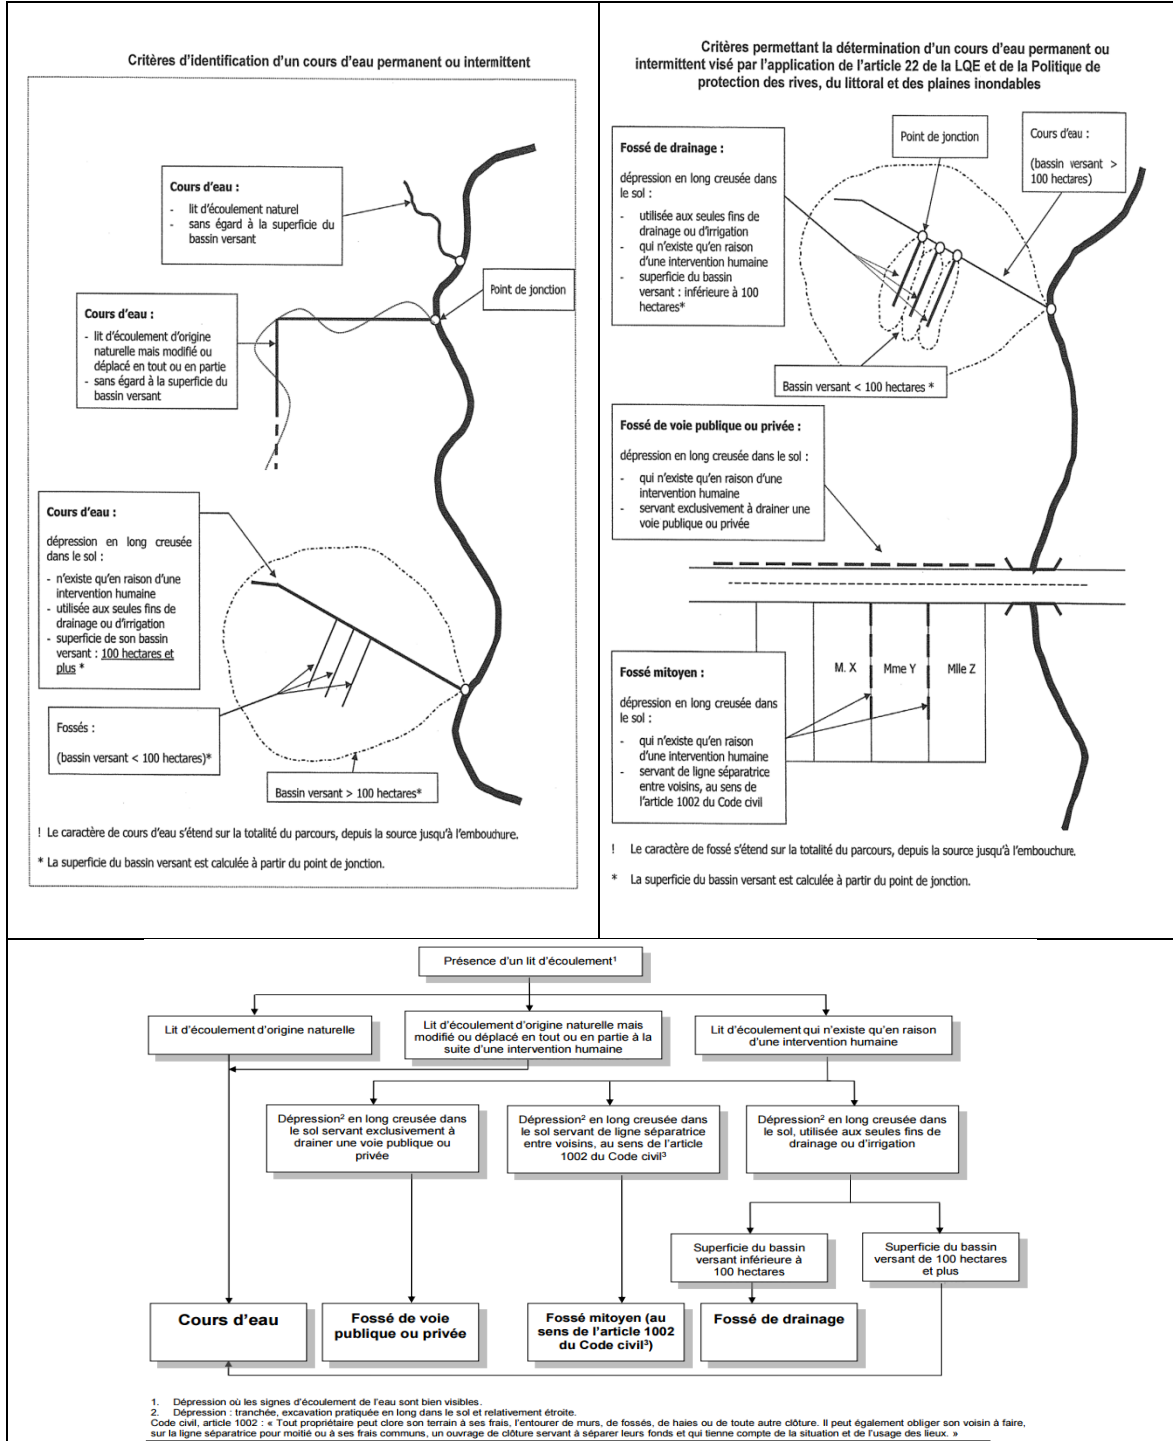 Critères d'identification d'un cours d'eau permanent ou intermittent
Cours d'eau :
- lit d'écoulement naturel
- sans égard à la superficie du
bassin versant
Point de jonction
Cours d'eau :
- lit d'écoulement d'origine
naturelle mais modifié ou
déplacé en tout ou en partie
- sans égard à la superficie du
bassin versant
Cours d'eau :
dépression en long creusée
dans le sol :
- n'existe qu'en raison d'une
intervention humaine
- utilisée aux seules fins de
drainage ou d'irrigation
- superficie de son bassin
versant : 100 hectares et
plus *
Fossés :
(bassin versant < 100 hectares)*
Bassin versant > 100 hectares*
! Le caractère de cours d'eau s'étend sur la totalité du parcours, depuis la source jusqu'à l'embouchure.
* La superficie du bassin versant est calculée à partir du point de jonction.
Critères permettant la détermination d'un cours d'eau permanent ou
intermittent visé par l'application de l'article 22 de la LQE et de la Politique de
protection des rives, du littoral et des plaines inondables
Fossé de drainage :
dépression en long creusée dans
le sol :
- utilisée aux seules fins de
drainage ou d'irrigation
- qui n'existe qu'en raison
d'une intervention humaine
- superficie du bassin
versant : inférieure à 100
hectares*
Point de jonction
Cours d'eau :
(bassin versant >
100 hectares)
Bassin versant < 100 hectares *
Fossé de voie publique ou privée :
dépression en long creusée dans le sol :
- qui n'existe qu'en raison d'une
intervention humaine
- servant exclusivement à drainer une
voie publique ou privée
Fossé mitoyen :
dépression en long creusée dans
le sol :
- qui n'existe qu'en raison
d'une intervention humaine
- servant de ligne séparatrice
entre voisins, au sens de
l'article 1002 du Code civil
M. X
Mme Y
Mlle Z
! Le caractère de fossé s'étend sur la totalité du parcours, depuis la source jusqu'à l'embouchure.
* La superficie du bassin versant est calculée à partir du point de jonction.
Présence d'un lit d'écoulement¹
Lit d'écoulement d'origine naturelle
Lit d'écoulement d'origine naturelle mais
modifié ou déplacé en tout ou en partie à la
suite d'une intervention humaine
Lit d'écoulement qui n'existe qu'en raison
d'une intervention humaine
Dépression² en long creusée dans
le sol servant exclusivement à
drainer une voie publique ou
privée
Dépression² en long creusée dans
le sol servant de ligne séparatrice
entre voisins, au sens de l'article
1002 du Code civil³
Dépression² en long creusée dans
le sol, utilisée aux seules fins de
drainage ou d'irrigation
Superficie du bassin
versant inférieure à
100 hectares
Superficie du bassin
versant de 100 hectares
et plus
Cours d'eau
Fossé de voie
publique ou privée
Fossé mitoyen (au
sens de l'article 1002
du Code civil³)
Fossé de drainage
1. Dépression où les signes d'écoulement de l'eau sont bien visibles.
2. Dépression : tranchée, excavation pratiquée en long dans le sol et relativement étroite.
Code civil, article 1002 : « Tout propriétaire peut clore son terrain à ses frais, l'entourer de murs, de fossés, de haies ou de toute autre clôture. Il peut également obliger son voisin à faire,
sur la ligne séparatrice pour moitié ou à ses frais communs, un ouvrage de clôture servant à séparer leurs fonds et qui tienne compte de la situation et de l'usage des lieux. »